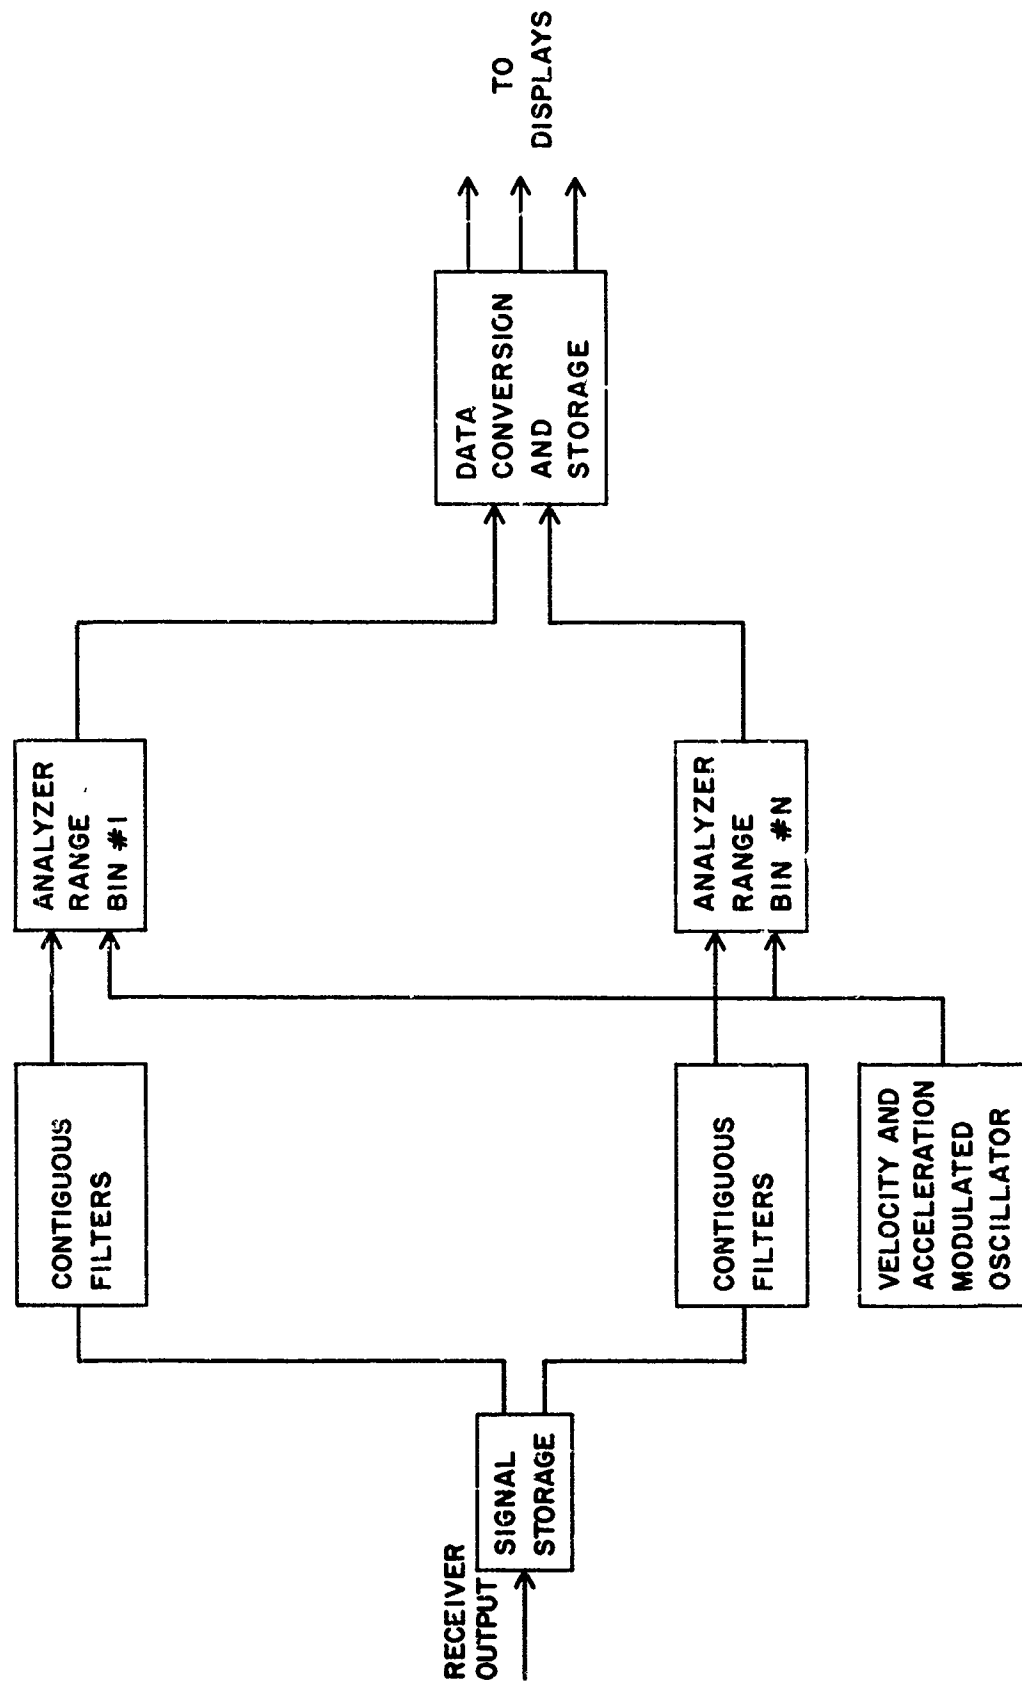 RECEIVER
OUTPUT
SIGNAL
STORAGE
CONTIGUOUS
FILTERS
CONTIGUOUS
FILTERS
VELOCITY AND
ACCELERATION
MODULATED
OSCILLATOR
ANALYZER
RANGE
BIN #1
ANALYZER
RANGE
BIN #N
DATA
CONVERSION
AND
STORAGE
TO
DISPLAYS